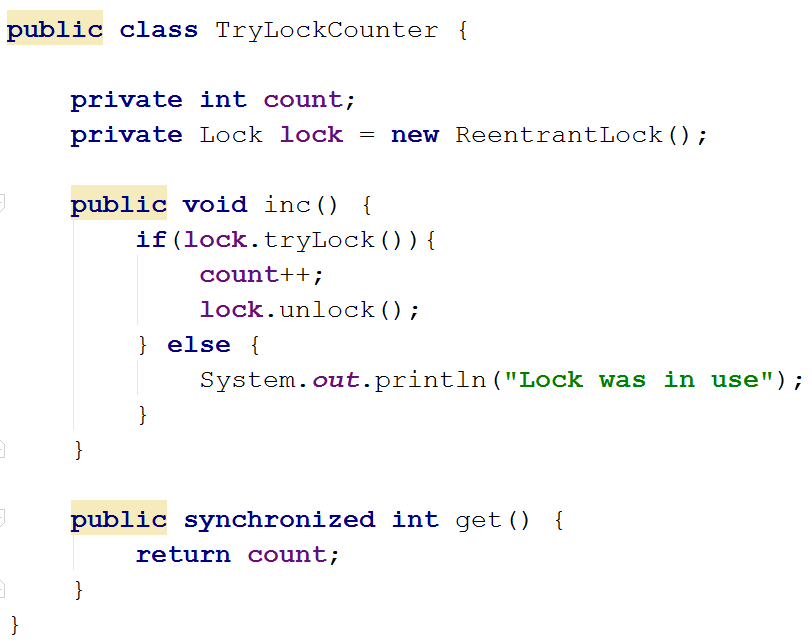 public class TryLockCounter {
private int count;
private Lock lock = new ReentrantLock();
public void inc() {
if(lock.tryLock()){
count++;
lock.unlock();
} else {
System.out.println("Lock was in use");
}
}
public synchronized int get() {
return count;
}
}